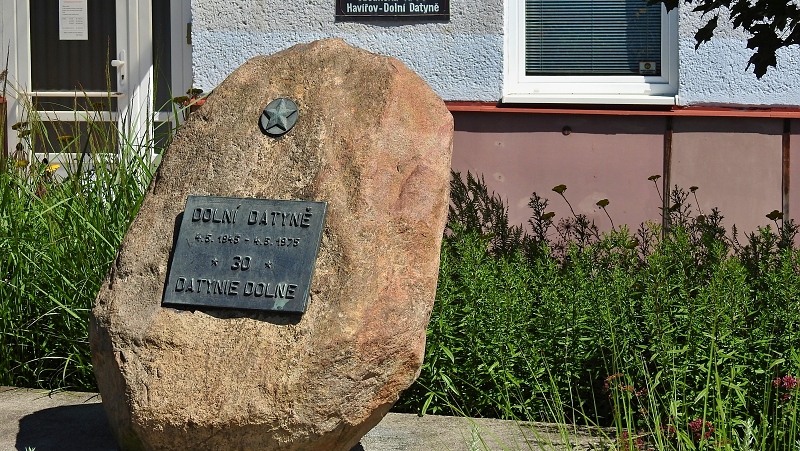 Havířov-Dolní Datyně
DOLNÍ DATYNĚ
4.5.1945 - 4.5.1975
* 30 *
DATYNIE DOLNE